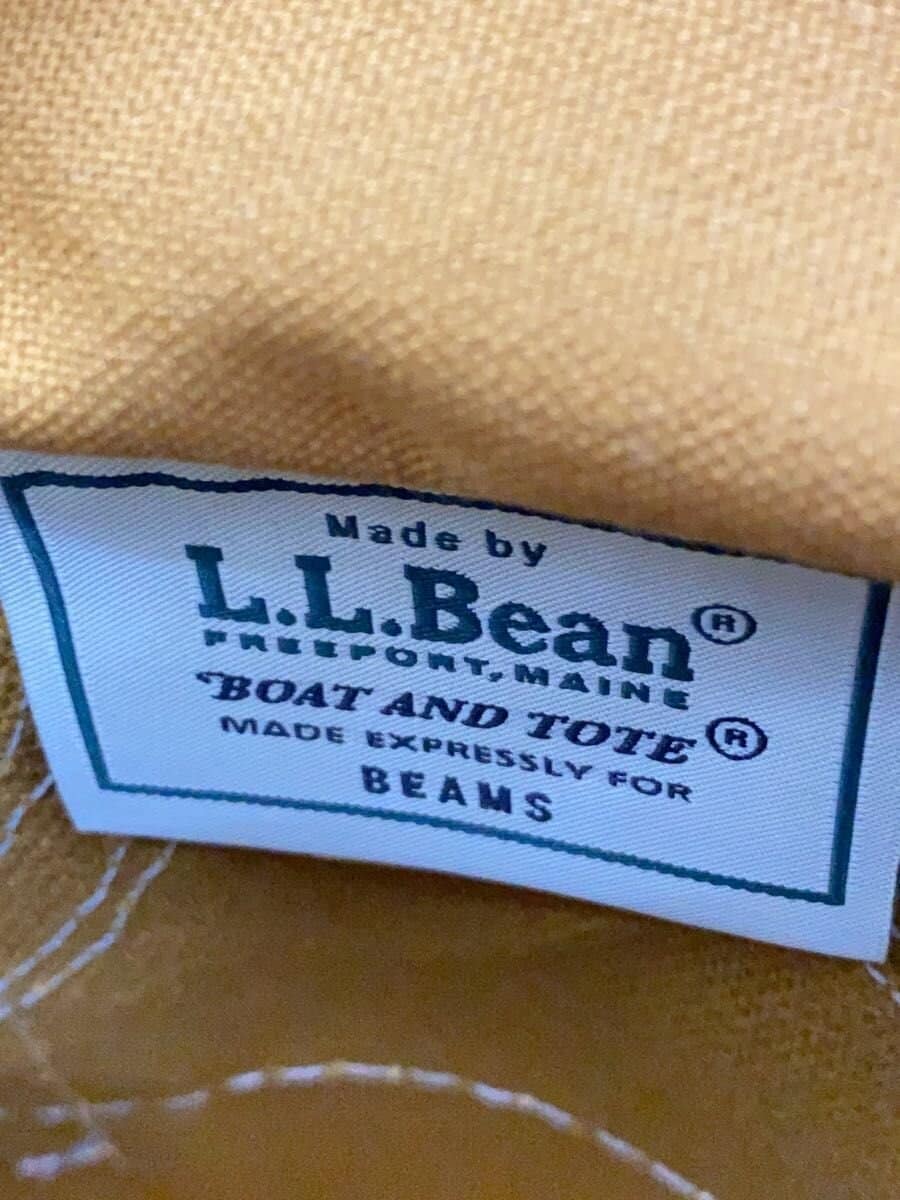 Made by
L.L.Bean®
FREEPORT, MAINE
"BOAT AND TOTE®
MADE EXPRESSLY FOR
BEAMS